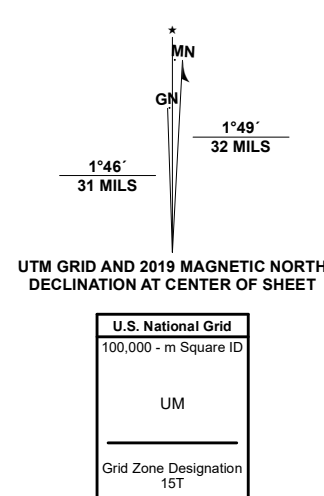 ★
MN
GN
1°49´
32 MILS
1°46´
31 MILS
UTM GRID AND 2019 MAGNETIC NORTH
DECLINATION AT CENTER OF SHEET
U.S. National Grid
100,000 - m Square ID
UM
Grid Zone Designation
15T